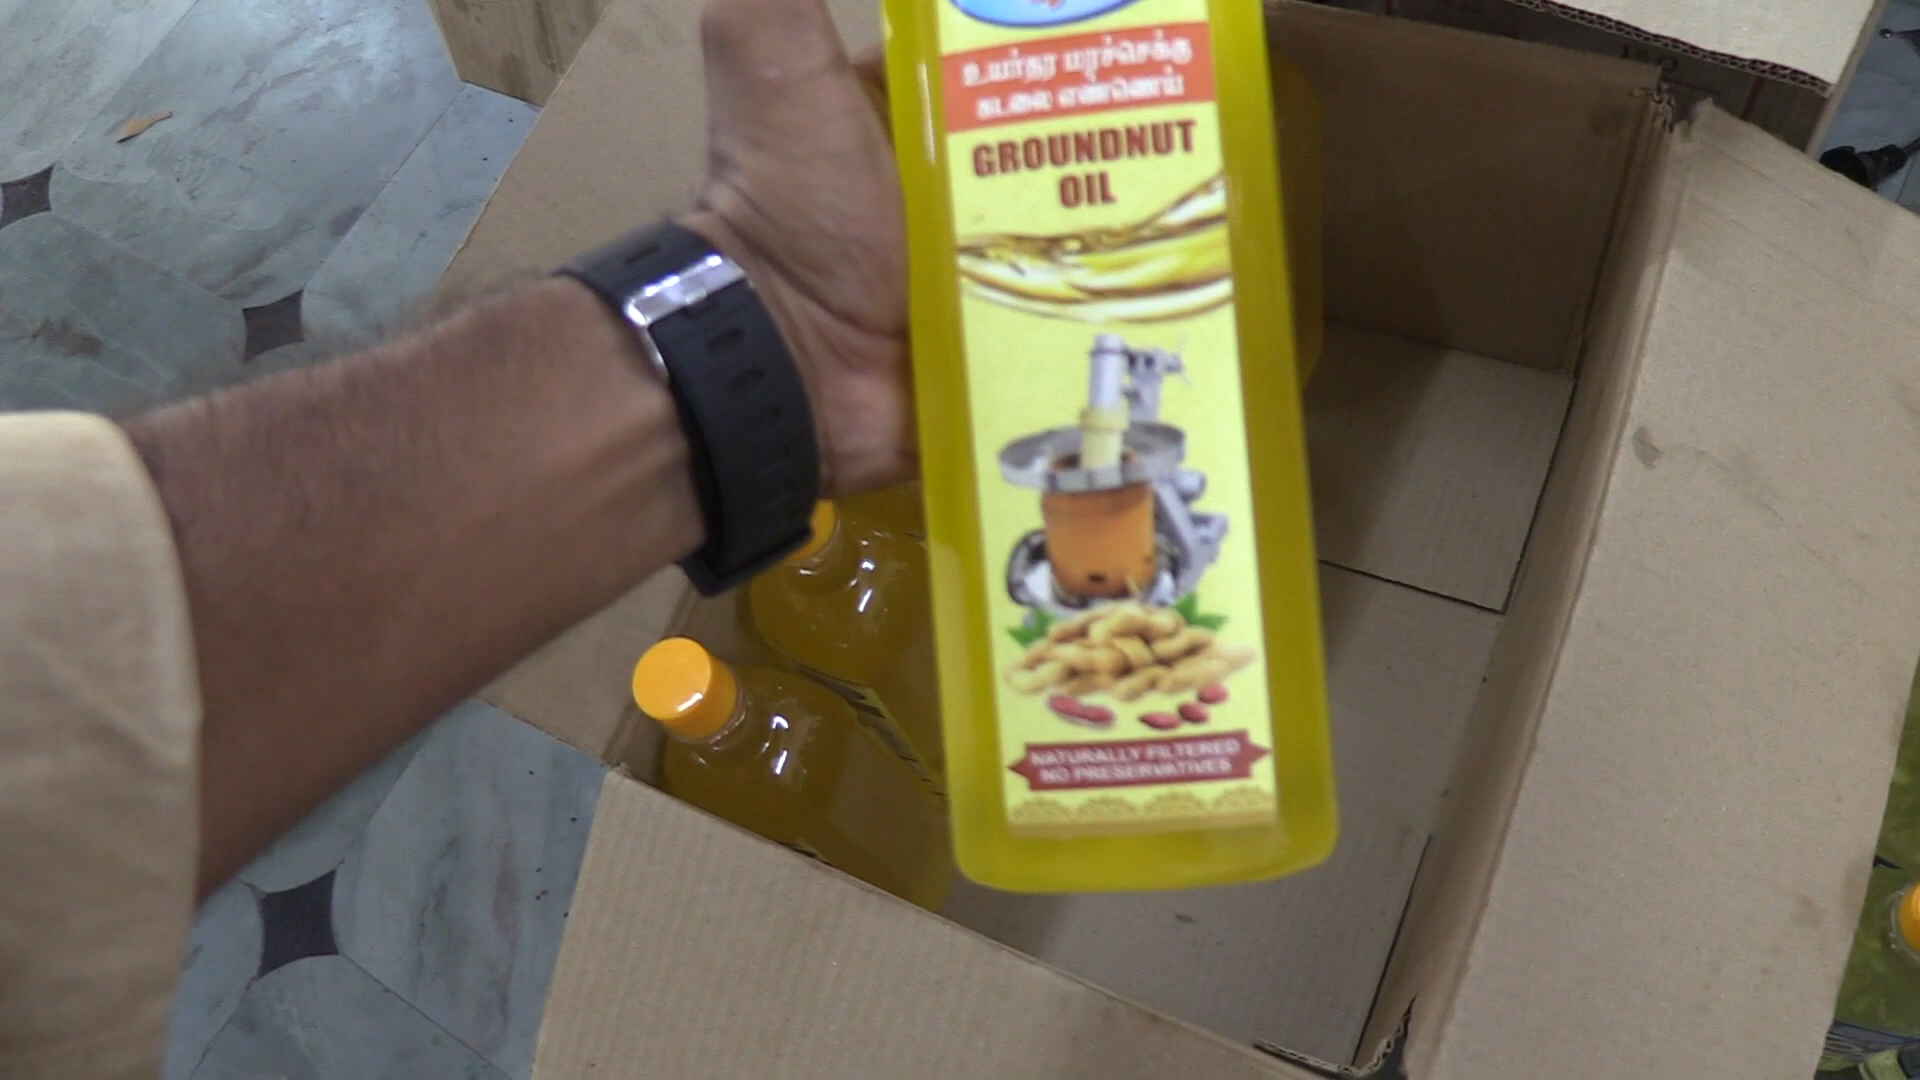 உயர்தர மரச்செக்கு
கடலை எண்ணெய்
GROUNDNUT
OIL
NATURALLY FILTERED
NO PRESERVATIVES